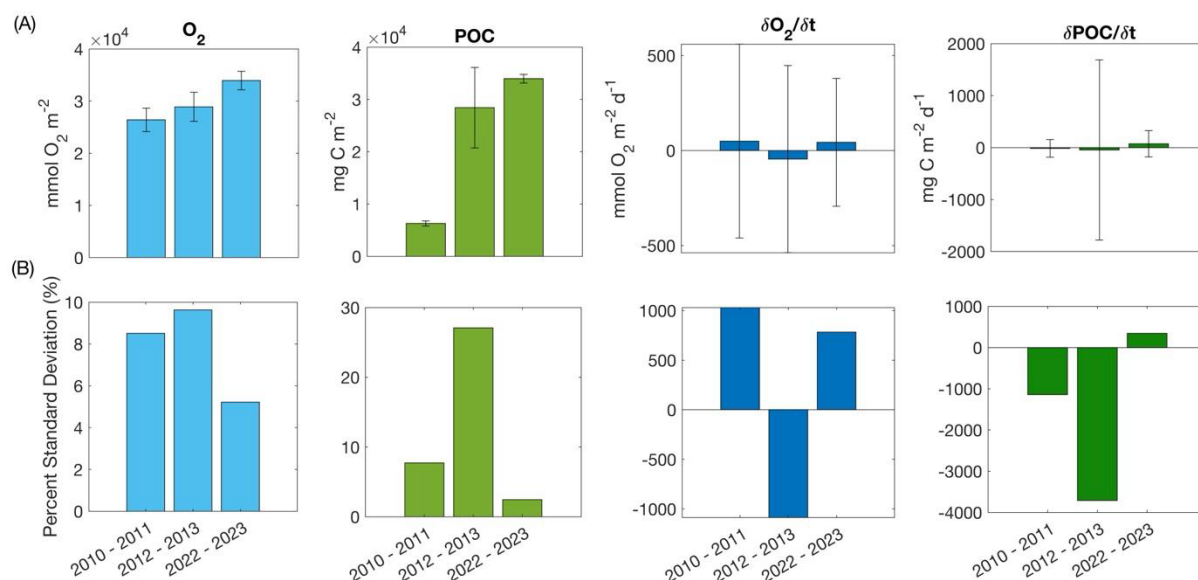 (A)
O₂
×10⁴
4
3
2
1
0
mmol O₂ m⁻²
POC
×10⁴
4
3
2
1
0
mg C m⁻²
δO₂/δt
500
0
-500
mmol O₂ m⁻² d⁻¹
δPOC/δt
2000
1000
0
-1000
-2000
mg C m⁻² d⁻¹
(B)
Percent Standard Deviation (%)
10
8
6
4
2
0
2010 - 2011
2012 - 2013
2022 - 2023
30
20
10
0
2010 - 2011
2012 - 2013
2022 - 2023
1000
500
0
-500
-1000
2010 - 2011
2012 - 2013
2022 - 2023
1000
0
-1000
-2000
-3000
-4000
2010 - 2011
2012 - 2013
2022 - 2023